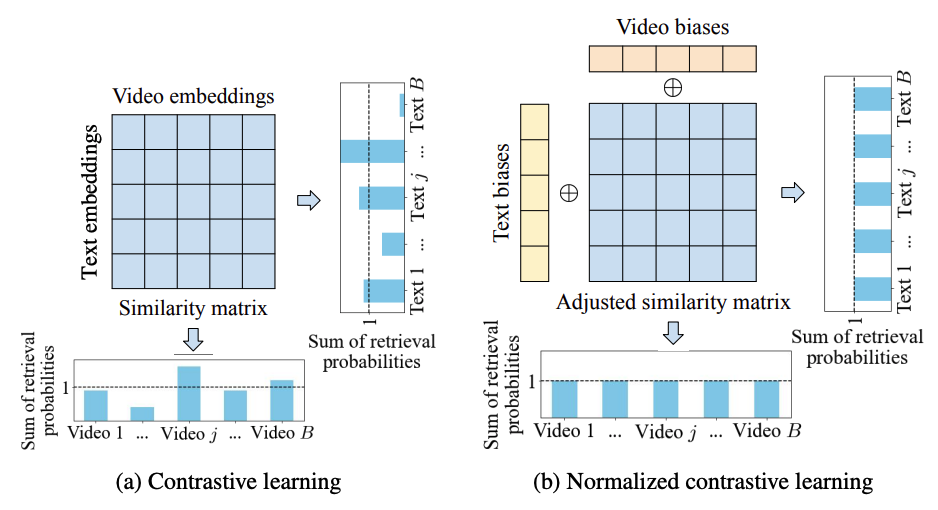 Video embeddings
Text embeddings
Similarity matrix
1
Text 1
...
Text j
...
Text B
Sum of retrieval
probabilities
Sum of retrieval
probabilities
1
Video 1 ... Video j ... Video B
(a) Contrastive learning
Video biases
Text biases
Adjusted similarity matrix
1
Text 1
...
Text j
...
Text B
Sum of retrieval
probabilities
Sum of retrieval
probabilities
1
Video 1 ... Video j ... Video B
(b) Normalized contrastive learning